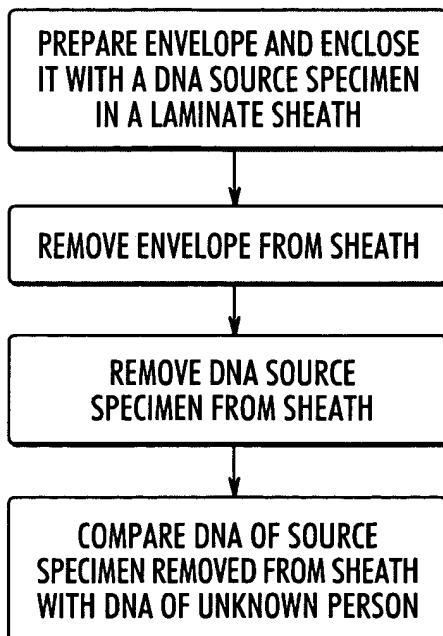 PREPARE ENVELOPE AND ENCLOSE
IT WITH A DNA SOURCE SPECIMEN
IN A LAMINATE SHEATH
REMOVE ENVELOPE FROM SHEATH
REMOVE DNA SOURCE
SPECIMEN FROM SHEATH
COMPARE DNA OF SOURCE
SPECIMEN REMOVED FROM SHEATH
WITH DNA OF UNKNOWN PERSON